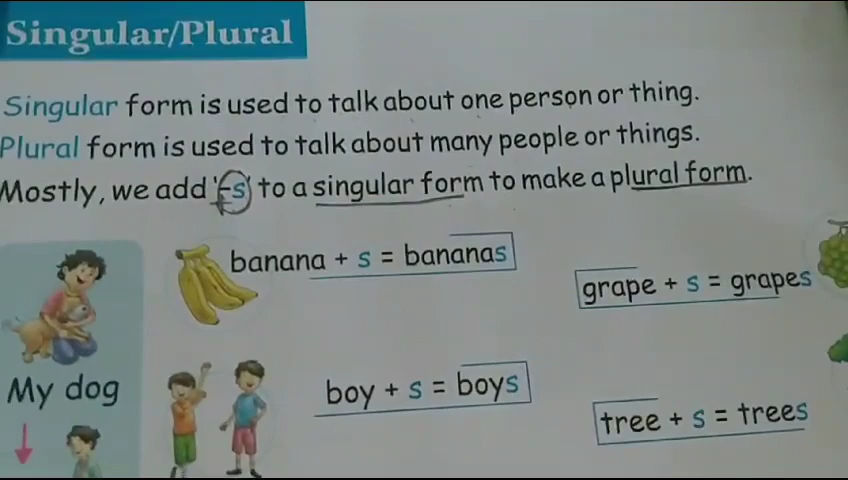 Singular/Plural
Singular form is used to talk about one person or thing.
Plural form is used to talk about many people or things.
Mostly, we add '-s' to a singular form to make a plural form.
banana + s = bananas
grape + s = grapes
My dog
boy + s = boys
tree + s = trees